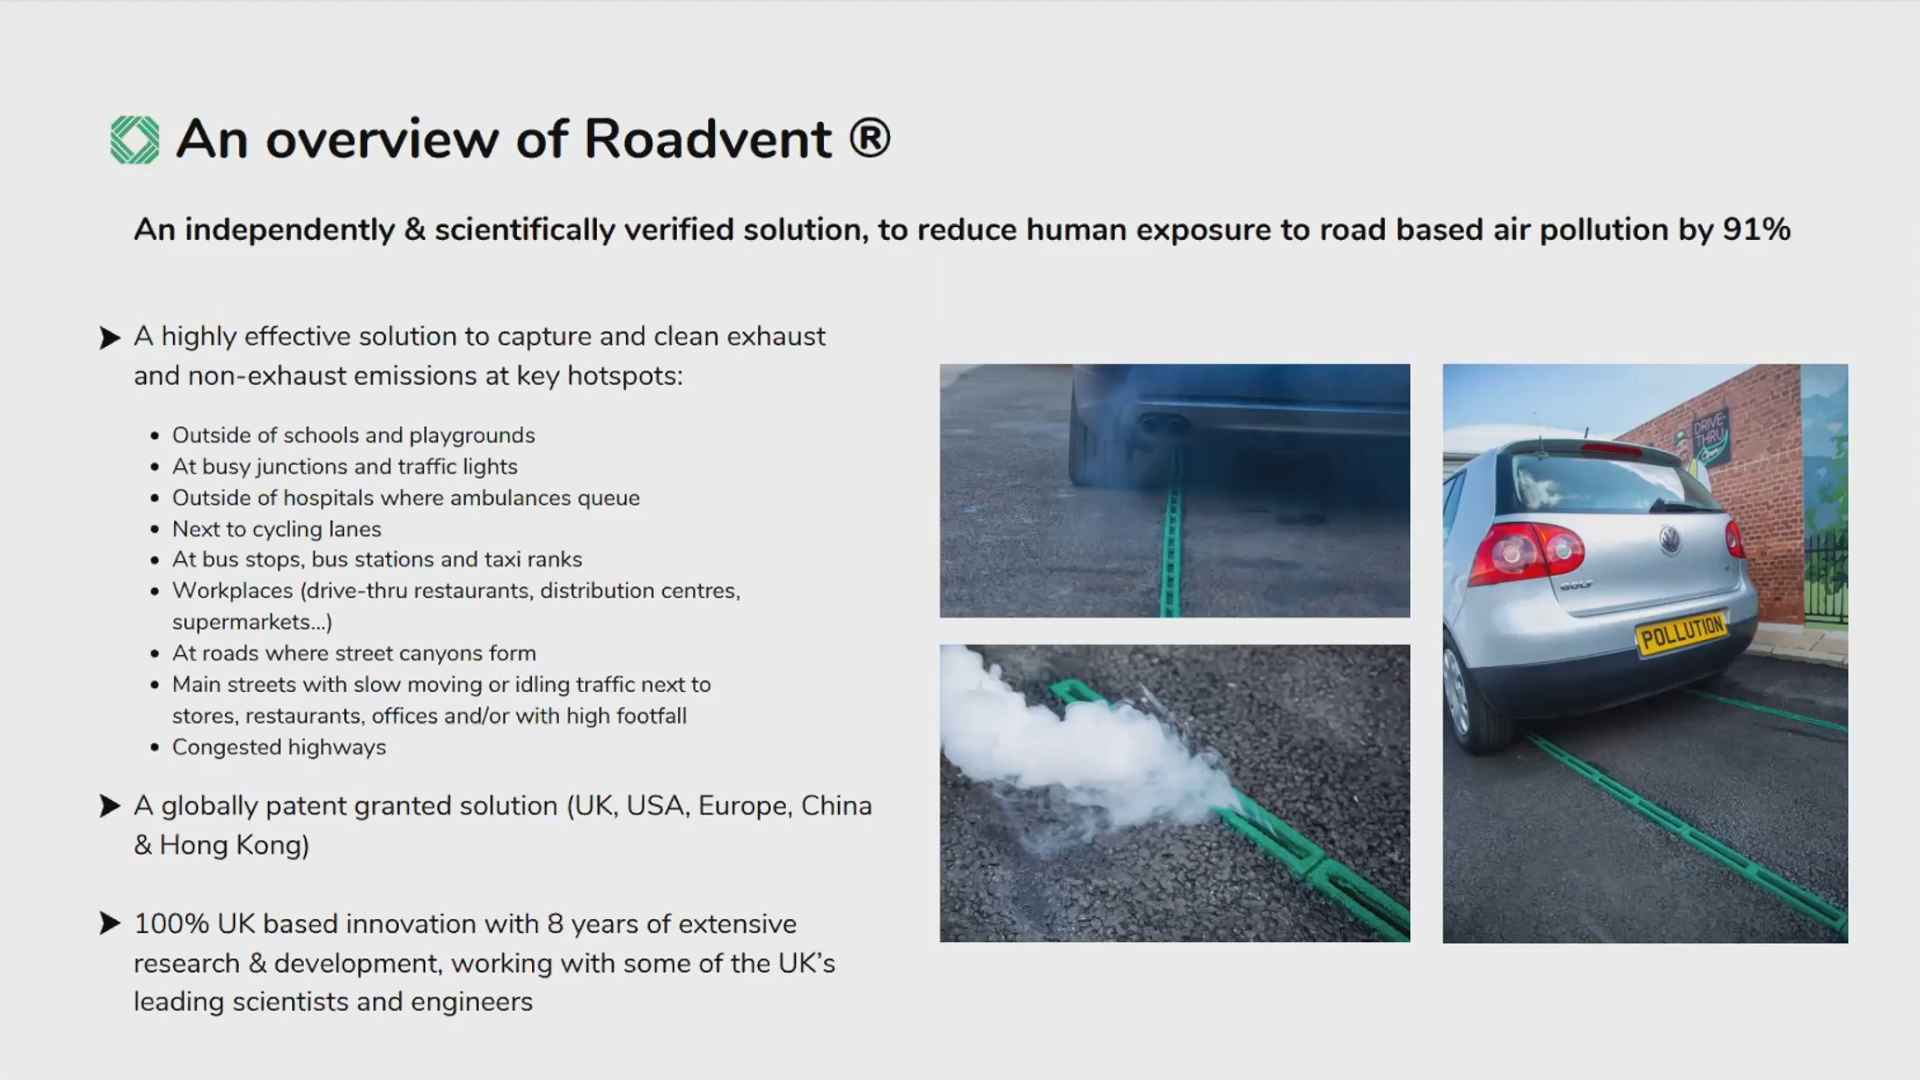 An overview of Roadvent ®
An independently & scientifically verified solution, to reduce human exposure to road based air pollution by 91%
A highly effective solution to capture and clean exhaust
and non-exhaust emissions at key hotspots:
Outside of schools and playgrounds
At busy junctions and traffic lights
Outside of hospitals where ambulances queue
Next to cycling lanes
At bus stops, bus stations and taxi ranks
Workplaces (drive-thru restaurants, distribution centres,
supermarkets...)
At roads where street canyons form
Main streets with slow moving or idling traffic next to
stores, restaurants, offices and/or with high footfall
Congested highways
A globally patent granted solution (UK, USA, Europe, China
& Hong Kong)
100% UK based innovation with 8 years of extensive
research & development, working with some of the UK's
leading scientists and engineers
DRIVE-
THRU
Open
GOLF
POLLUTION